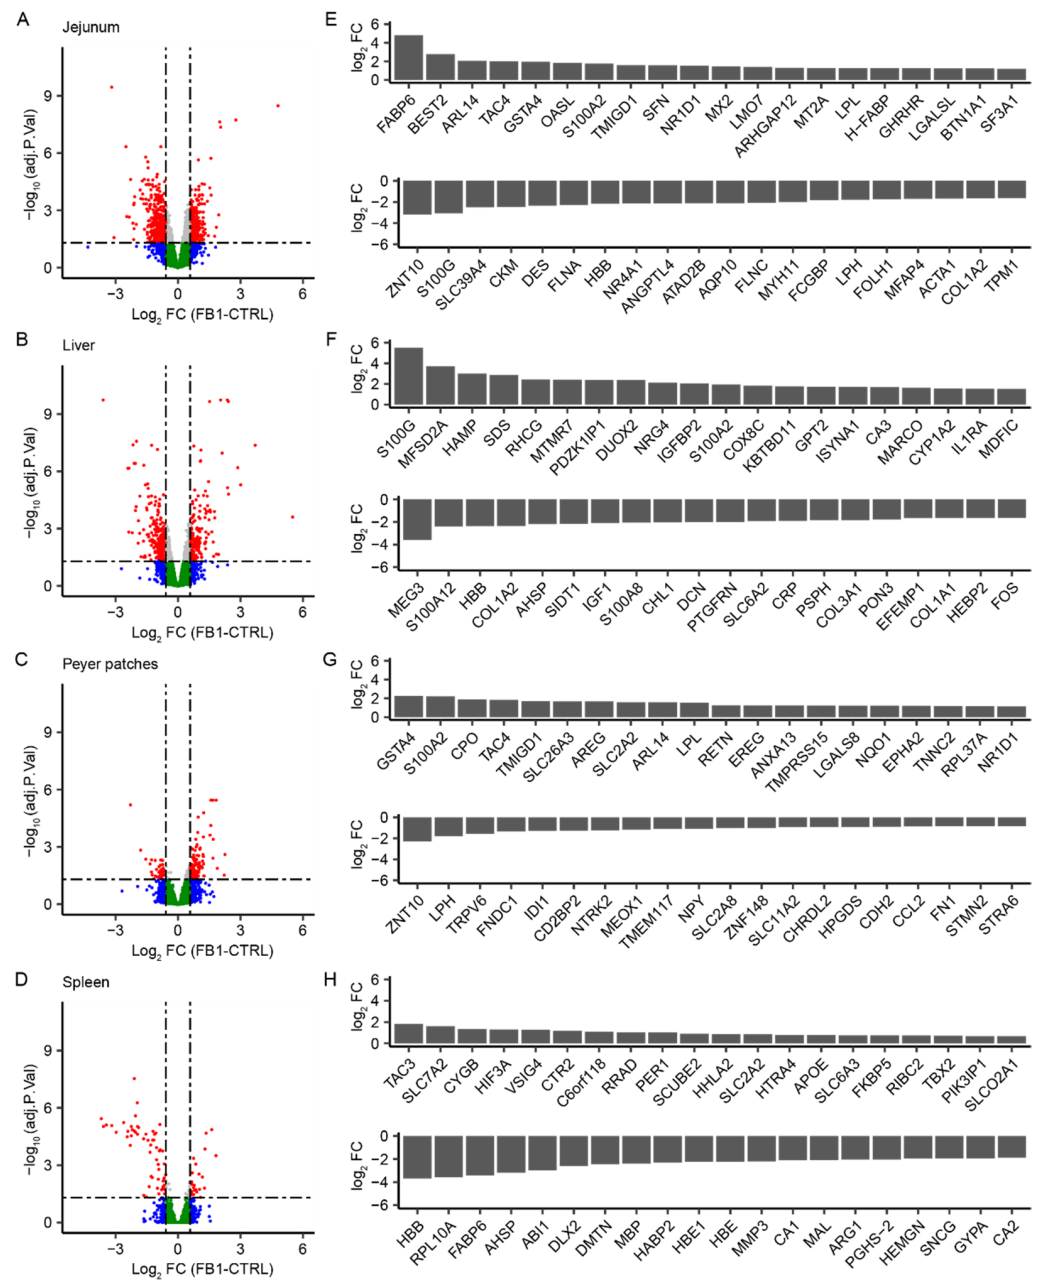 A
Jejunum
−log10 (adj.P.Val)
9
6
3
0
−3 0 3 6
Log2 FC (FB1-CTRL)
E
log2 FC
6
4
2
0
FABP6 BEST2 ARL14 TAC4 GSTA4 OASL S100A2 TMIGD1 SFN NR1D1 MX2 LMO7 ARHGAP12 MT2A LPL H−FABP GHRHR LGALSL BTN1A1 SF3A1
log2 FC
0
−2
−4
−6
ZNT10 S100G SLC39A4 CKM DES FLNA HBB NR4A1 ANGPTL4 ATAD2B AQP10 FLNC MYH11 FCGBP LPH FOLH1 MFAP4 ACTA1 COL1A2 TPM1
B
Liver
−log10 (adj.P.Val)
9
6
3
0
−3 0 3 6
Log2 FC (FB1-CTRL)
F
log2 FC
6
4
2
0
S100G MFSD2A HAMP SDS RHCG MTMR7 PDZK1IP1 DUOX2 NRG4 IGFBP2 S100A2 COX8C KBTBD11 GPT2 ISYNA1 CA3 MARCO CYP1A2 IL1RA MDFIC
log2 FC
0
−2
−4
−6
MEG3 S100A12 HBB COL1A2 AHSP SIDT1 IGF1 S100A8 CHL1 DCN PTGFRN SLC6A2 CRP PSPH COL3A1 PON3 EFEMP1 COL1A1 HEBP2 FOS
C
Peyer patches
−log10 (adj.P.Val)
9
6
3
0
−3 0 3 6
Log2 FC (FB1-CTRL)
G
log2 FC
6
4
2
0
GSTA4 S100A2 CPO TAC4 TMIGD1 SLC26A3 AREG SLC2A2 ARL14 LPL RETN EREG ANXA13 TMPRSS15 LGALS8 NQO1 EPHA2 TNNC2 RPL37A NR1D1
log2 FC
0
−2
−4
−6
ZNT10 LPH TRPV6 FNDC1 IDI1 CD2BP2 NTRK2 MEOX1 TMEM117 NPY SLC2A8 ZNF148 SLC11A2 CHRDL2 HPGDS CDH2 CCL2 FN1 STMN2 STRA6
D
Spleen
−log10 (adj.P.Val)
9
6
3
0
−3 0 3 6
Log2 FC (FB1-CTRL)
H
log2 FC
6
4
2
0
TAC3 SLC7A2 CYGB HIF3A VSIG4 CTR2 C6orf118 RRAD PER1 SCUBE2 HHLA2 SLC2A2 HTRA4 APOE SLC6A3 FKBP5 RIBC2 TBX2 PIK3IP1 SLCO2A1
log2 FC
0
−2
−4
−6
HBB RPL10A FABP6 AHSP ABI1 DLX2 DMTN MBP HABP2 HBE1 HBE MMP3 CA1 MAL ARG1 PGHS−2 HEMGN SNCG GYPA CA2